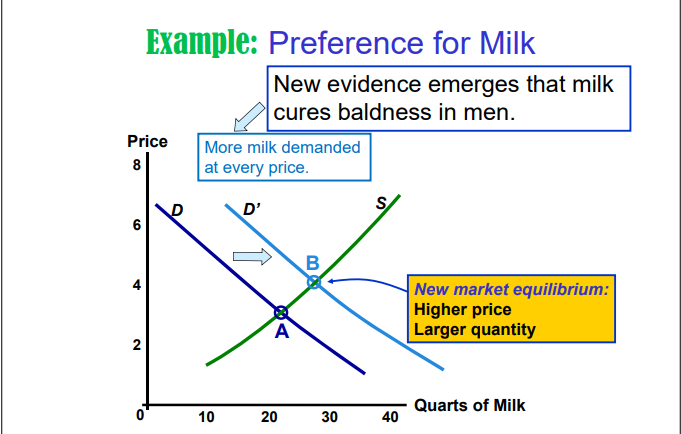 Example: Preference for Milk
New evidence emerges that milk
cures baldness in men.
More milk demanded
at every price.
Price
8
6
4
2
0
10 20 30 40
Quarts of Milk
D
D’
S
B
A
New market equilibrium:
Higher price
Larger quantity